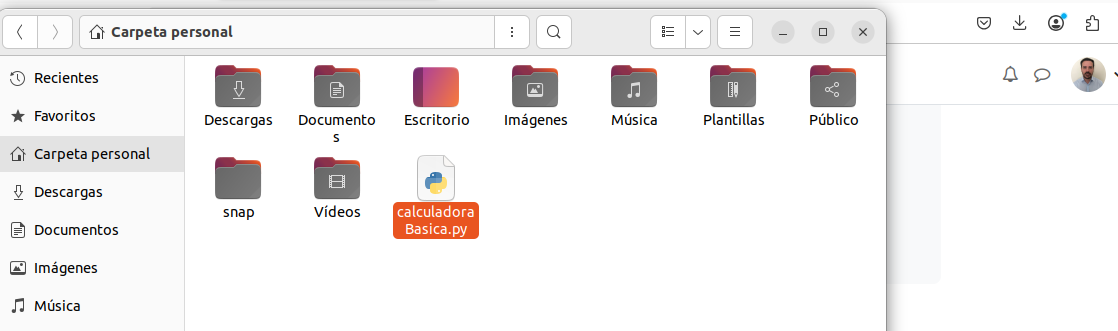 Carpeta personal
Recientes
Favoritos
Carpeta personal
Descargas
Documentos
Imágenes
Música
Descargas
Documento
s
Escritorio
Imágenes
Música
Plantillas
Público
snap
Vídeos
calculadora
Basica.py